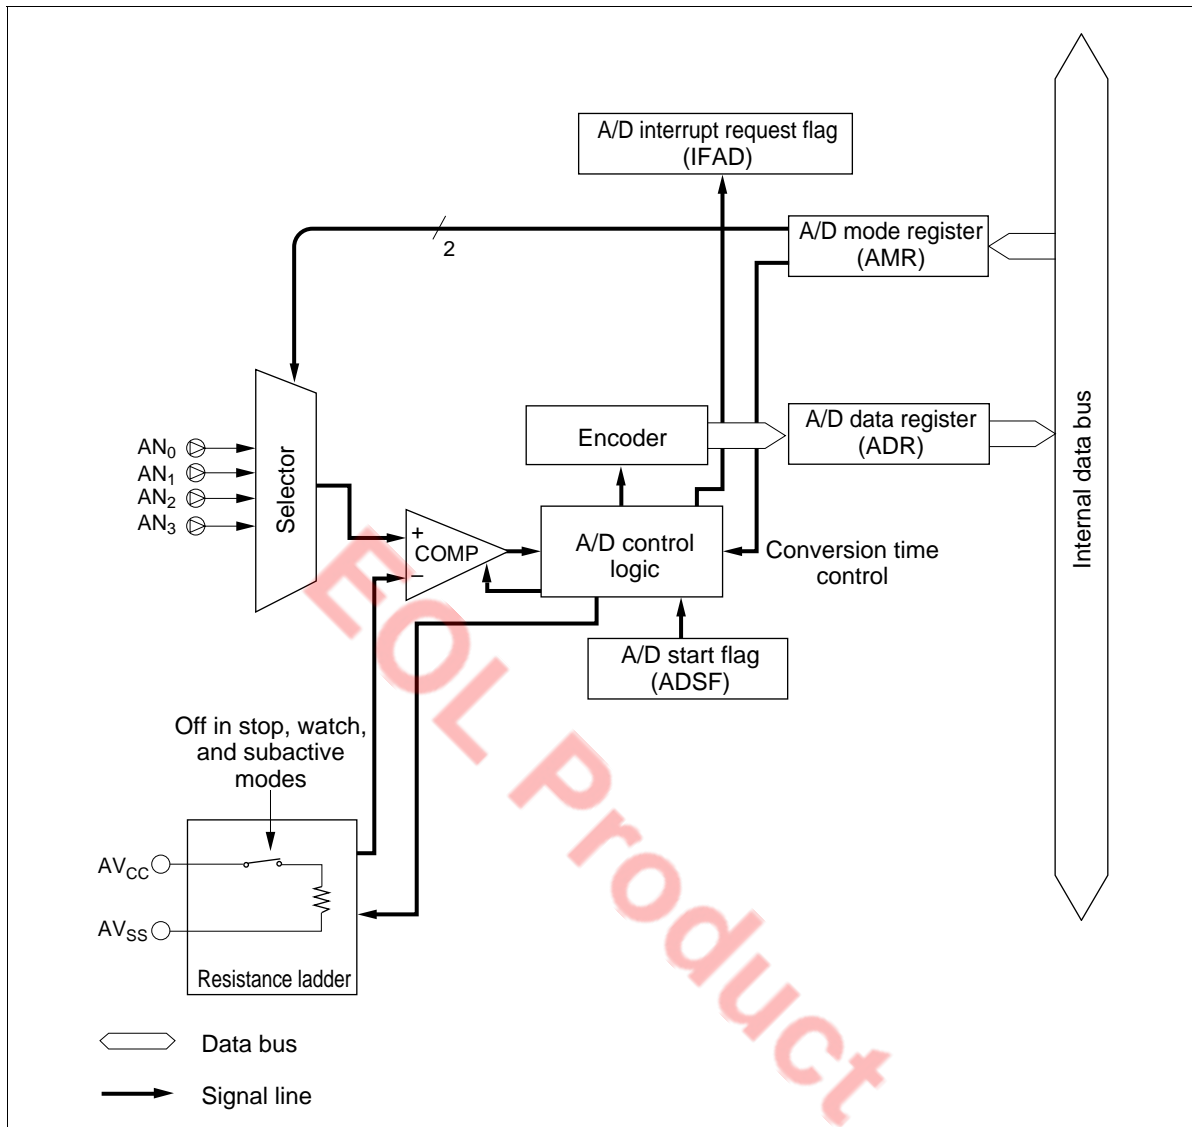 A/D interrupt request flag
(IFAD)
2
A/D mode register
(AMR)
Internal data bus
AN0
AN1
AN2
AN3
Selector
Encoder
A/D data register
(ADR)
+
COMP
–
A/D control
logic
Conversion time
control
A/D start flag
(ADSF)
Off in stop, watch,
and subactive
modes
AVCC
AVSS
Resistance ladder
Data bus
Signal line
EOL Product